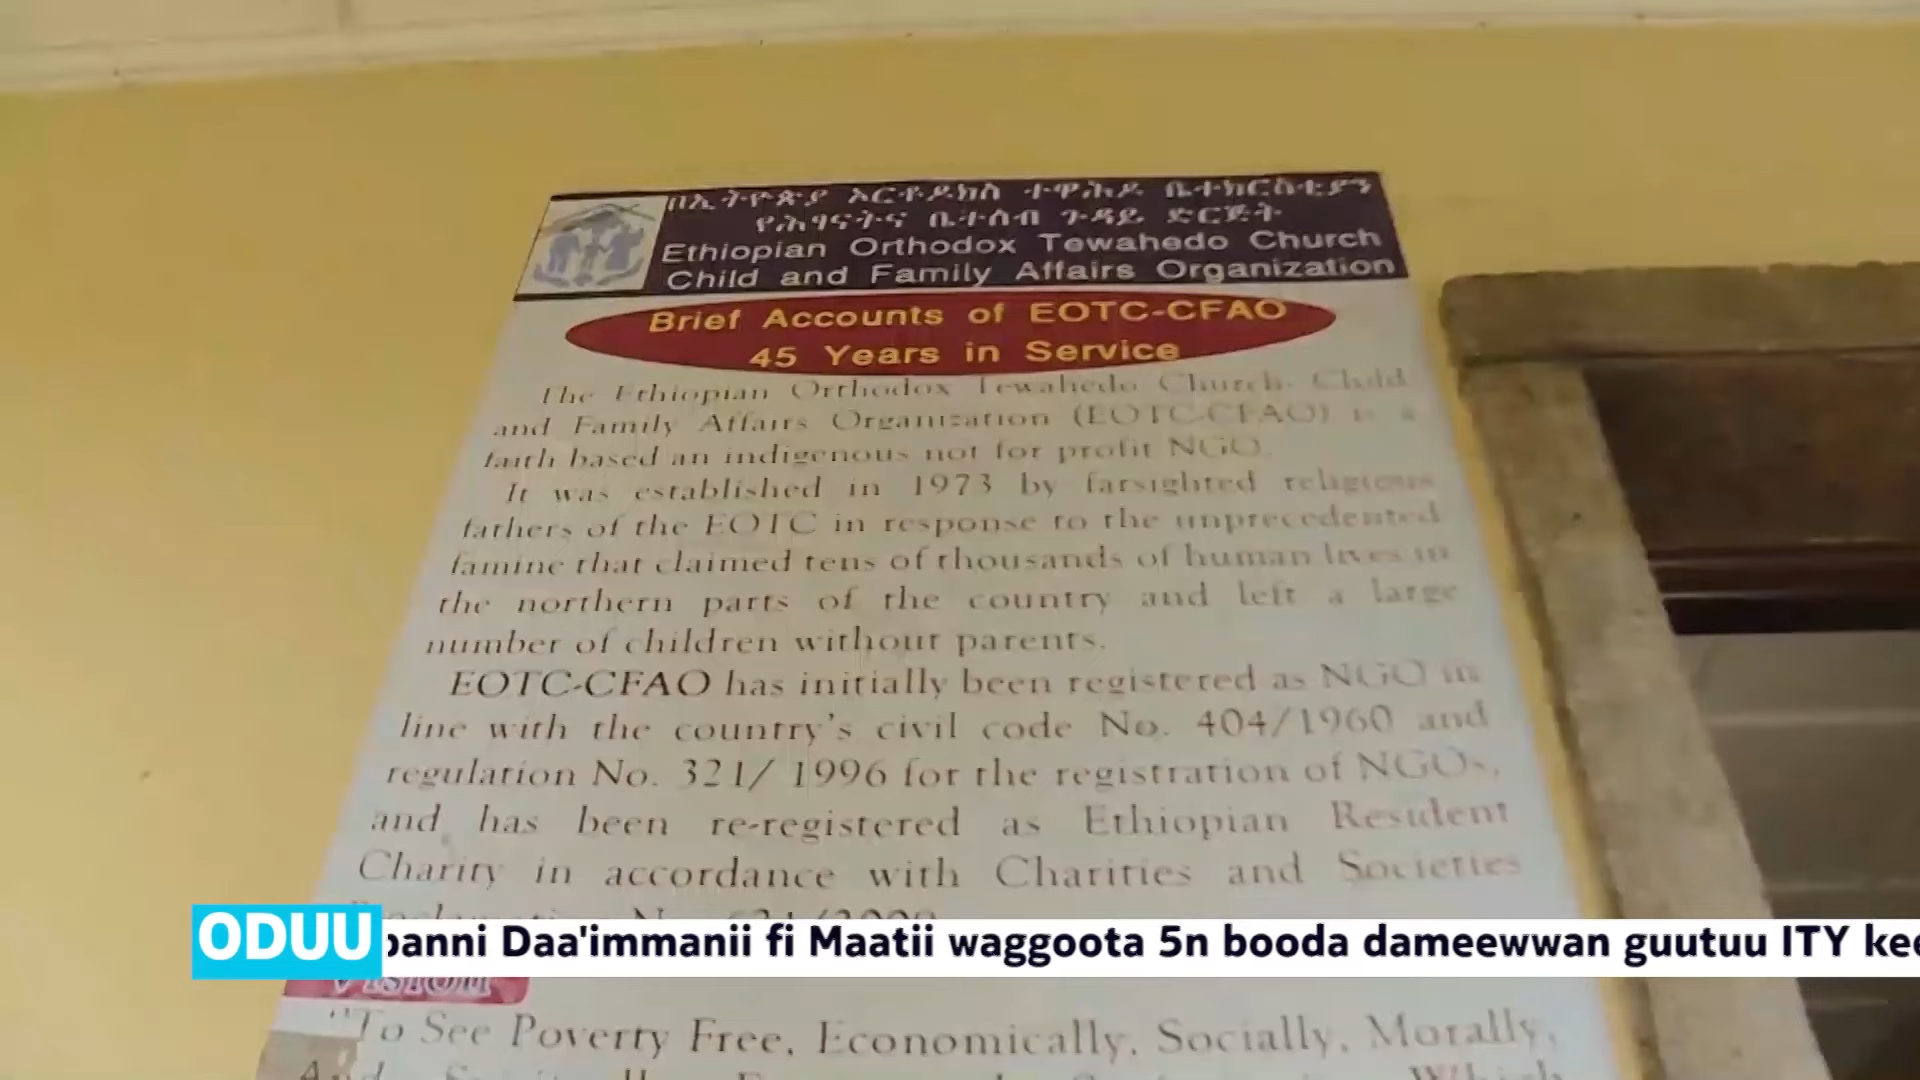 በኢትዮጵያ ኦርቶዶክስ ተዋሕዶ ቤተክርስቲያን
የሕፃናትና ቤተሰብ ጉዳይ ድርጅት
Ethiopian Orthodox Tewahedo Church
Child and Family Affairs Organization
Brief Accounts of EOTC-CFAO
45 Years in Service
The Ethiopian Orthodox Tewahedo Church- Child
and Family Affairs Organization (EOTC-CFAO) is a
faith based an indigenous not for profit NGO.
It was established in 1973 by farsighted religious
fathers of the EOTC in response to the unprecedented
famine that claimed tens of thousands of human lives in
the northern parts of the country and left a large
number of children without parents.
EOTC-CFAO has initially been registered as NGO in
line with the country's civil code No. 404/1960 and
regulation No. 321/ 1996 for the registration of NGOs,
and has been re-registered as Ethiopian Resident
Charity in accordance with Charities and Societies
ODUU
Daa'immanii fi Maatii waggoota 5n booda dameewwan guutuu ITY
Vision
"To See Poverty Free, Economically, Socially, Morally,